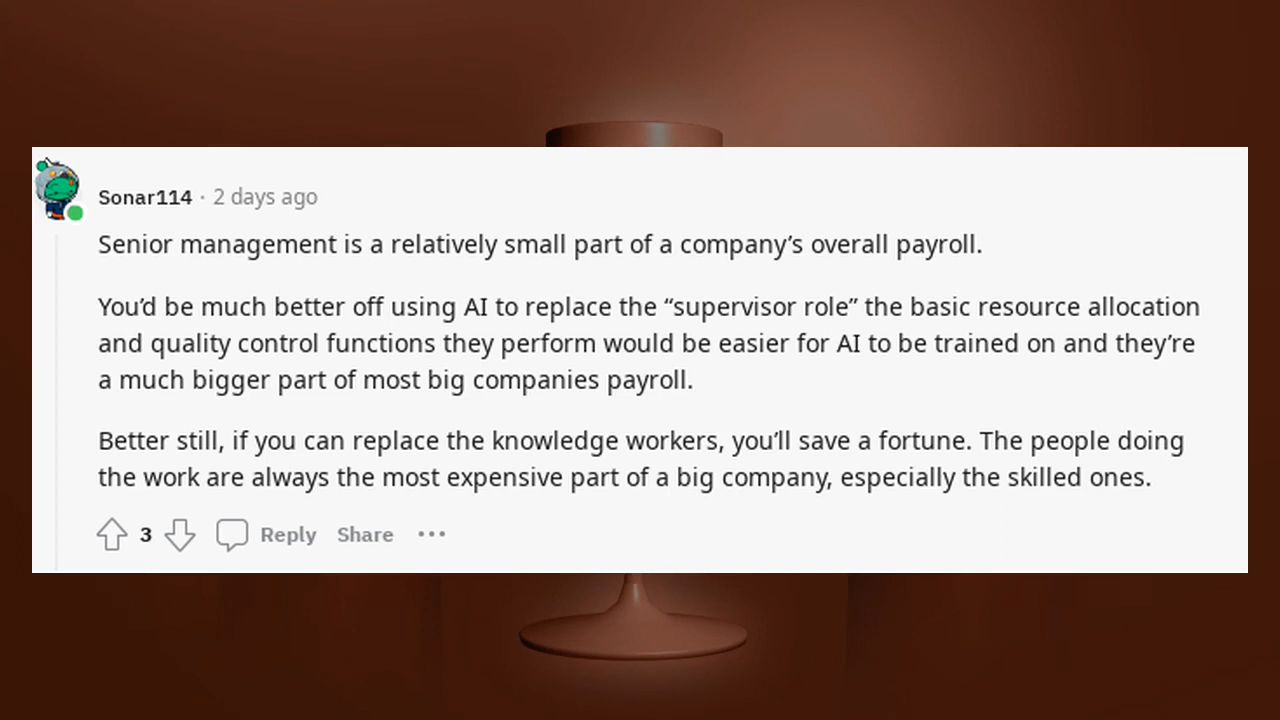 Sonar114 · 2 days ago
Senior management is a relatively small part of a company’s overall payroll.
You’d be much better off using AI to replace the “supervisor role” the basic resource allocation
and quality control functions they perform would be easier for AI to be trained on and they’re
a much bigger part of most big companies payroll.
Better still, if you can replace the knowledge workers, you’ll save a fortune. The people doing
the work are always the most expensive part of a big company, especially the skilled ones.
3 Reply Share ···